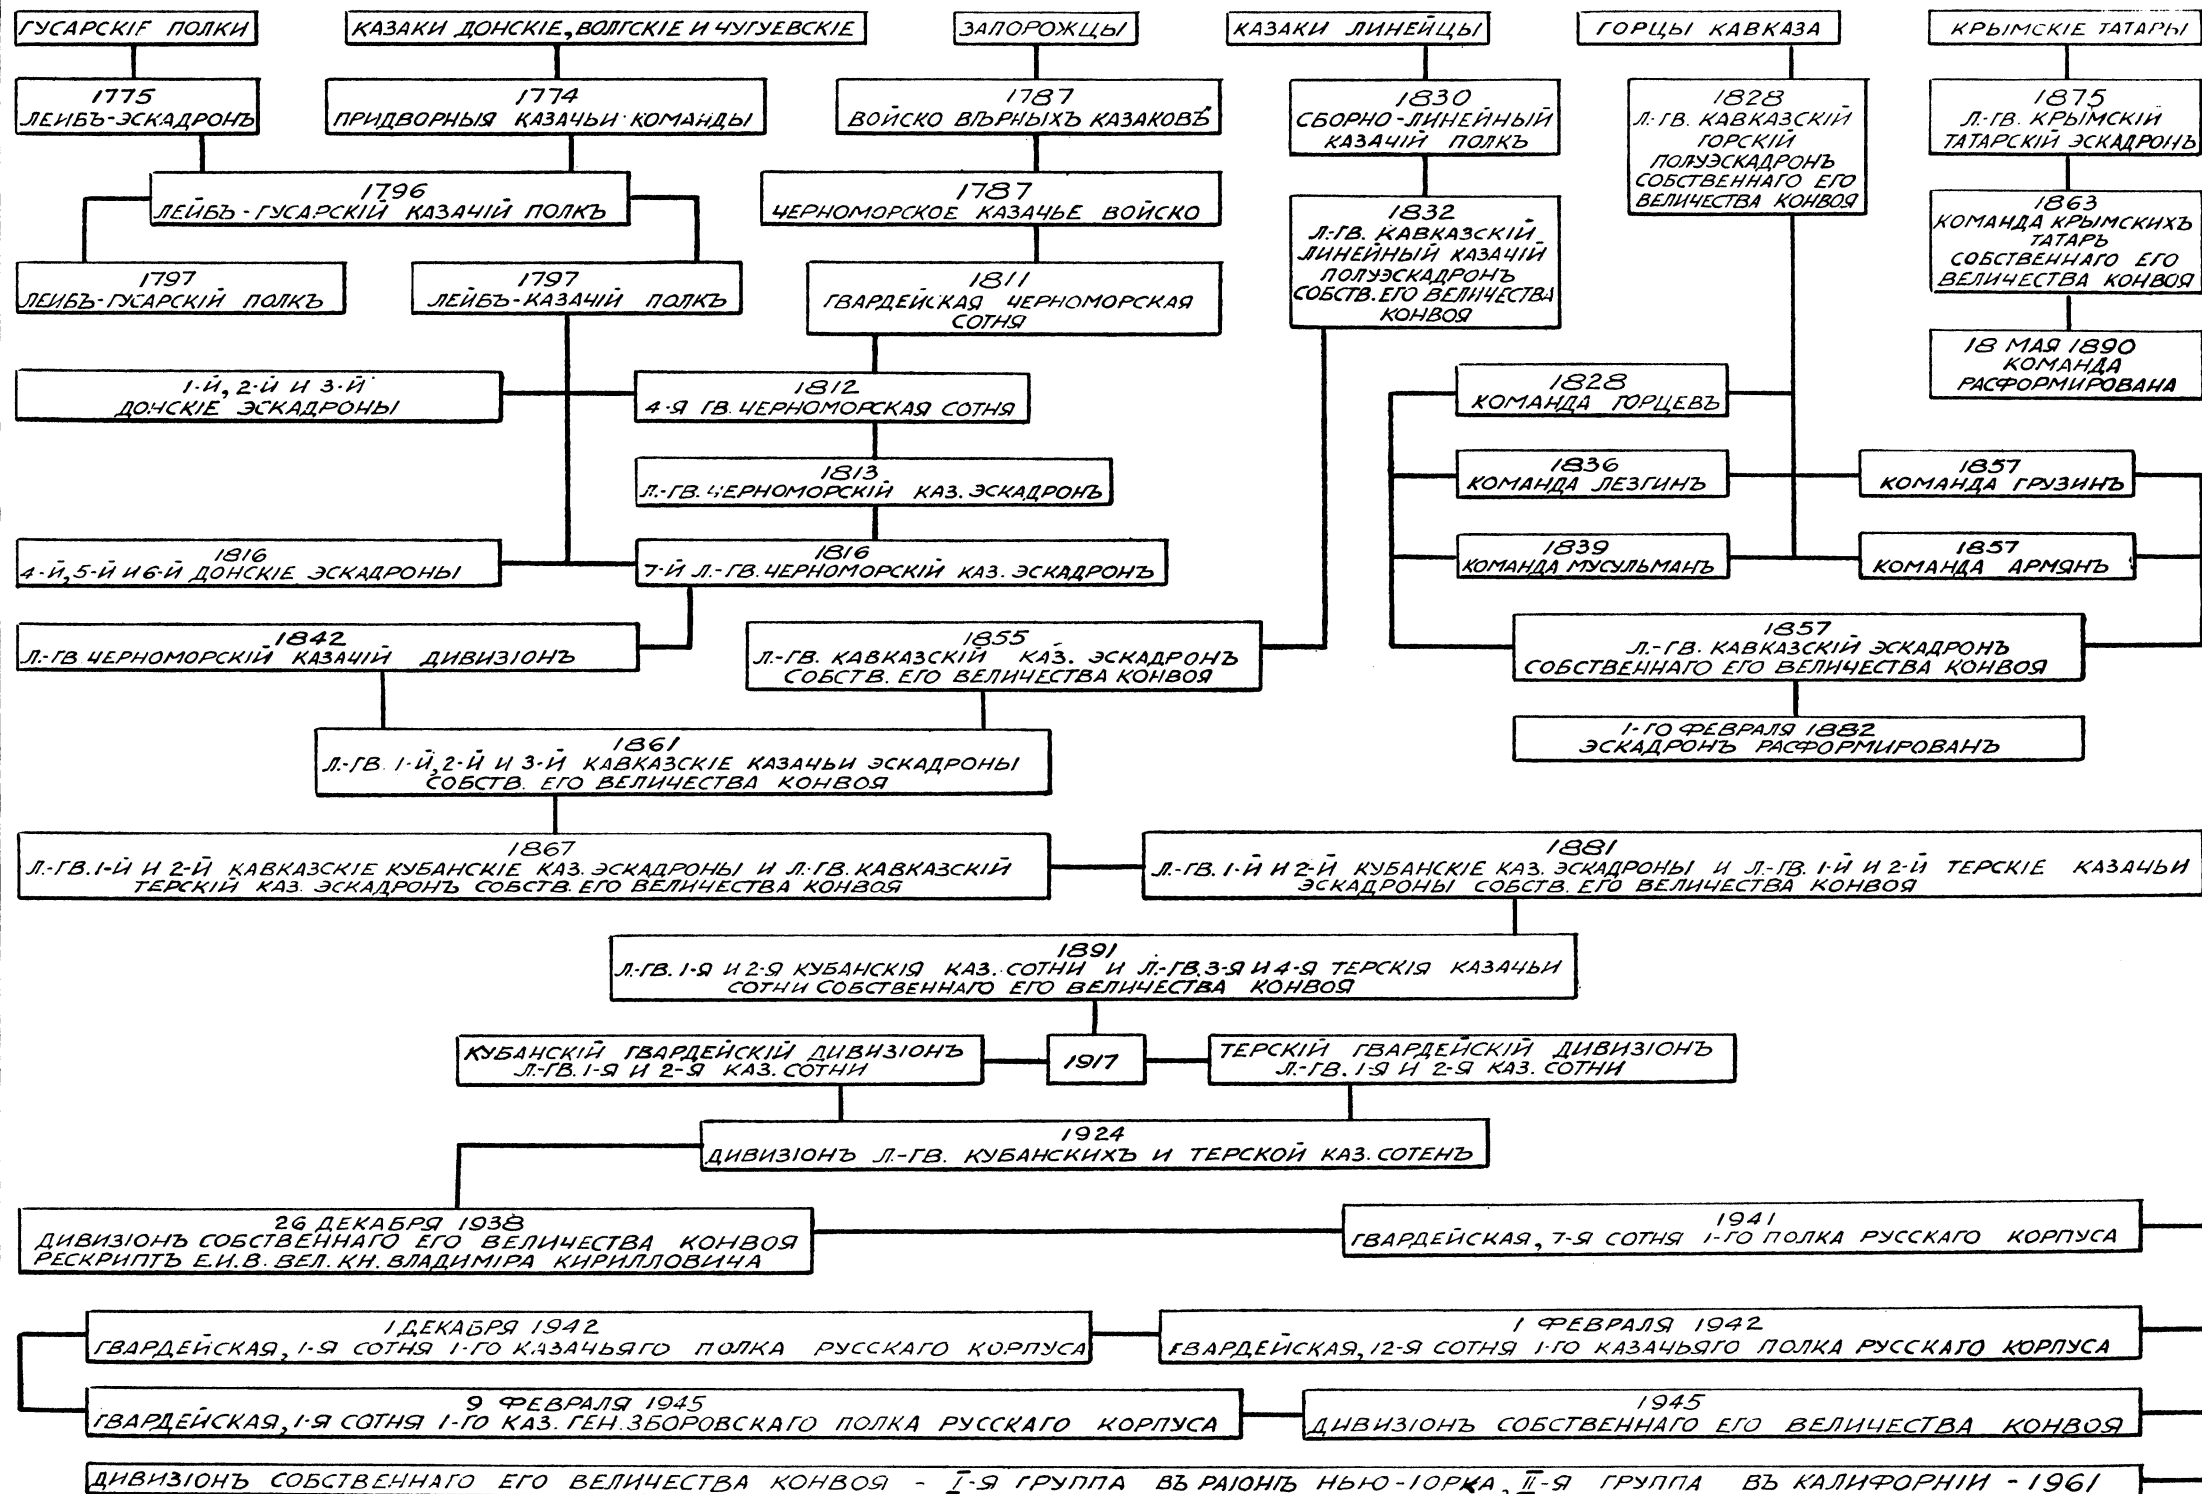 ГУСАРСКІЕ ПОЛКИ
КАЗАКИ ДОНСКІЕ, ВОЛГСКІЕ И ЧУГУЕВСКІЕ
ЗАПОРОЖЦЫ
КАЗАКИ ЛИНЕЙЦЫ
ГОРЦЫ КАВКАЗА
КРЫМСКІЕ ТАТАРЫ
1775
ЛЕИБЪ-ЭСКАДРОНЪ
1774
ПРИДВОРНЫЯ КАЗАЧЬИ КОМАНДЫ
1787
ВОЙСКО ВѢРНЫХЪ КАЗАКОВЪ
1830
СБОРНО-ЛИНЕЙНЫЙ
КАЗАЧІЙ ПОЛКЪ
1828
Л.-ГВ. КАВКАЗСКІЙ
ГОРСКІЙ
ПОЛУЭСКАДРОНЪ
СОБСТВЕННАГО ЕГО
ВЕЛИЧЕСТВА КОНВОЯ
1875
Л.-ГВ. КРЫМСКІЙ
ТАТАРСКІЙ ЭСКАДРОНЪ
1796
ЛЕЙБЪ-ГУСАРСКІЙ КАЗАЧІЙ ПОЛКЪ
1787
ЧЕРНОМОРСКОЕ КАЗАЧЬЕ ВОЙСКО
1832
Л.-ГВ. КАВКАЗСКІЙ
ЛИНЕЙНЫЙ КАЗАЧІЙ
ПОЛУЭСКАДРОНЪ
СОБСТВ. ЕГО ВЕЛИЧЕСТВА
КОНВОЯ
1863
КОМАНДА КРЫМСКИХЪ
ТАТАРЪ
СОБСТВЕННАГО ЕГО
ВЕЛИЧЕСТВА КОНВОЯ
1797
ЛЕИБЪ-ГУСАРСКІЙ ПОЛКЪ
1797
ЛЕЙБЪ-КАЗАЧІЙ ПОЛКЪ
1811
ГВАРДЕЙСКАЯ ЧЕРНОМОРСКАЯ
СОТНЯ
18 МАЯ 1890
КОМАНДА
РАСФОРМИРОВАНА
1-Й, 2-Й И 3-Й
ДОНСКІЕ ЭСКАДРОНЫ
1812
4-Я ГВ. ЧЕРНОМОРСКАЯ СОТНЯ
1828
КОМАНДА ГОРЦЕВЪ
1813
Л.-ГВ. ЧЕРНОМОРСКІЙ КАЗ. ЭСКАДРОНЪ
1836
КОМАНДА ЛЕЗГИНЪ
1857
КОМАНДА ГРУЗИНЪ
1816
4-Й, 5-Й И 6-Й ДОНСКІЕ ЭСКАДРОНЫ
1816
7-Й Л.-ГВ. ЧЕРНОМОРСКІЙ КАЗ. ЭСКАДРОНЪ
1839
КОМАНДА МУСУЛЬМАНЪ
1857
КОМАНДА АРМЯНЪ
1842
Л.-ГВ. ЧЕРНОМОРСКІЙ КАЗАЧІЙ ДИВИЗІОНЪ
1855
Л.-ГВ. КАВКАЗСКІЙ КАЗ. ЭСКАДРОНЪ
СОБСТВ. ЕГО ВЕЛИЧЕСТВА КОНВОЯ
1857
Л.-ГВ. КАВКАЗСКІЙ ЭСКАДРОНЪ
СОБСТВЕННАГО ЕГО ВЕЛИЧЕСТВА КОНВОЯ
1-ГО ФЕВРАЛЯ 1882
ЭСКАДРОНЪ РАСФОРМИРОВАНЪ
1861
Л.-ГВ. 1-Й, 2-Й И 3-Й КАВКАЗСКІЕ КАЗАЧЬИ ЭСКАДРОНЫ
СОБСТВ. ЕГО ВЕЛИЧЕСТВА КОНВОЯ
1867
Л.-ГВ. 1-Й И 2-Й КАВКАЗСКІЕ КУБАНСКІЕ КАЗ. ЭСКАДРОНЫ И Л.-ГВ. КАВКАЗСКІЙ
ТЕРСКІЙ КАЗ. ЭСКАДРОНЪ СОБСТВ. ЕГО ВЕЛИЧЕСТВА КОНВОЯ
1881
Л.-ГВ. 1-Й И 2-Й КУБАНСКІЕ КАЗ. ЭСКАДРОНЫ И Л.-ГВ. 1-Й И 2-Й ТЕРСКІЕ КАЗАЧЬИ
ЭСКАДРОНЫ СОБСТВ. ЕГО ВЕЛИЧЕСТВА КОНВОЯ
1891
Л.-ГВ. 1-Я И 2-Я КУБАНСКІЯ КАЗ. СОТНИ И Л.-ГВ. 3-Я И 4-Я ТЕРСКІЯ КАЗАЧЬИ
СОТНИ СОБСТВЕННАГО ЕГО ВЕЛИЧЕСТВА КОНВОЯ
КУБАНСКІЙ ГВАРДЕЙСКІЙ ДИВИЗІОНЪ
Л.-ГВ. 1-Я И 2-Я КАЗ. СОТНИ
1917
ТЕРСКІЙ ГВАРДЕЙСКІЙ ДИВИЗІОНЪ
Л.-ГВ. 1-Я И 2-Я КАЗ. СОТНИ
1924
ДИВИЗІОНЪ Л.-ГВ. КУБАНСКИХЪ И ТЕРСКОЙ КАЗ. СОТЕНЪ
26 ДЕКАБРЯ 1938
ДИВИЗІОНЪ СОБСТВЕННАГО ЕГО ВЕЛИЧЕСТВА КОНВОЯ
РЕСКРИПТЪ Е.И.В. ВЕЛ. КН. ВЛАДИМІРА КИРИЛЛОВИЧА
1941
ГВАРДЕЙСКАЯ, 7-Я СОТНЯ 1-ГО ПОЛКА РУССКАГО КОРПУСА
1 ДЕКАБРЯ 1942
ГВАРДЕЙСКАЯ, 1-Я СОТНЯ 1-ГО КАЗАЧЬЯГО ПОЛКА РУССКАГО КОРПУСА
1 ФЕВРАЛЯ 1942
ГВАРДЕЙСКАЯ, 12-Я СОТНЯ 1-ГО КАЗАЧЬЯГО ПОЛКА РУССКАГО КОРПУСА
9 ФЕВРАЛЯ 1945
ГВАРДЕЙСКАЯ, 1-Я СОТНЯ 1-ГО КАЗ. ГЕН. ЗБОРОВСКАГО ПОЛКА РУССКАГО КОРПУСА
1945
ДИВИЗІОНЪ СОБСТВЕННАГО ЕГО ВЕЛИЧЕСТВА КОНВОЯ
ДИВИЗІОНЪ СОБСТВЕННАГО ЕГО ВЕЛИЧЕСТВА КОНВОЯ - I-Я ГРУППА ВЪ РАІОНѢ НЬЮ-ІОРКА, II-Я ГРУППА ВЪ КАЛИФОРНІИ - 1961